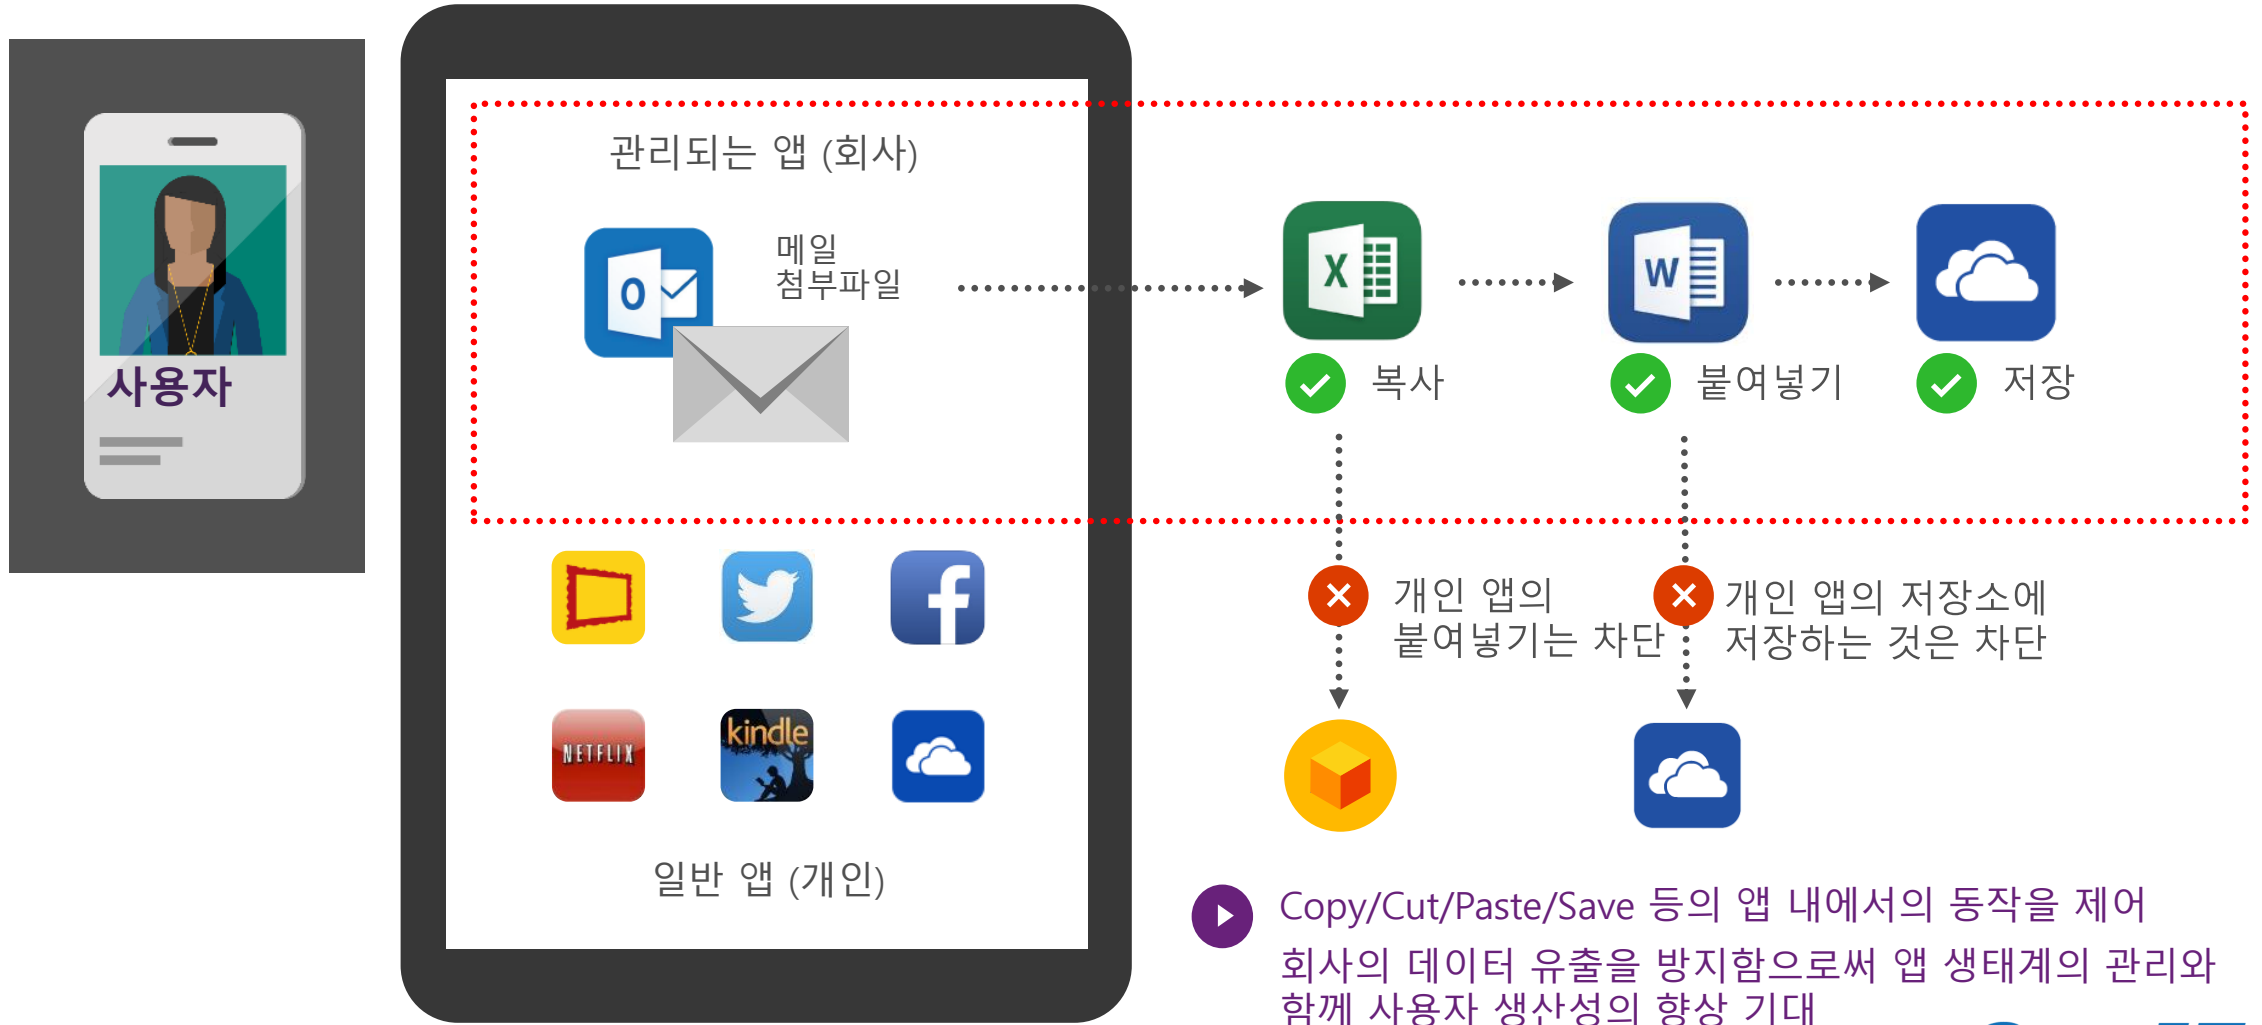 사용자
관리되는 앱 (회사)
메일
첨부파일
복사
붙여넣기
저장
개인 앱의
붙여넣기는 차단
개인 앱의 저장소에
저장하는 것은 차단
NETFLIX
kindle
일반 앱 (개인)
Copy/Cut/Paste/Save 등의 앱 내에서의 동작을 제어
회사의 데이터 유출을 방지함으로써 앱 생태계의 관리와
함께 사용자 생산성의 향상 기대